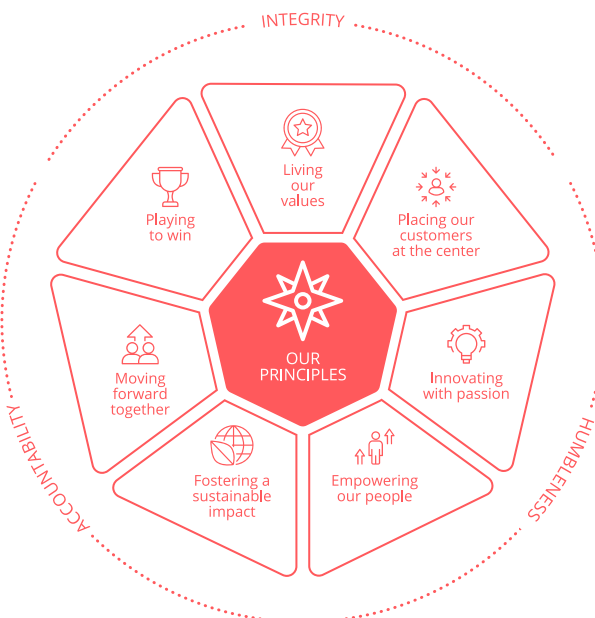 INTEGRITY
Living
our
values
Placing our
customers
at the center
Innovating
with passion
Empowering
our people
Fostering a
sustainable
impact
Moving
forward
together
Playing
to win
OUR
PRINCIPLES
HUMBLENESS
ACCOUNTABILITY